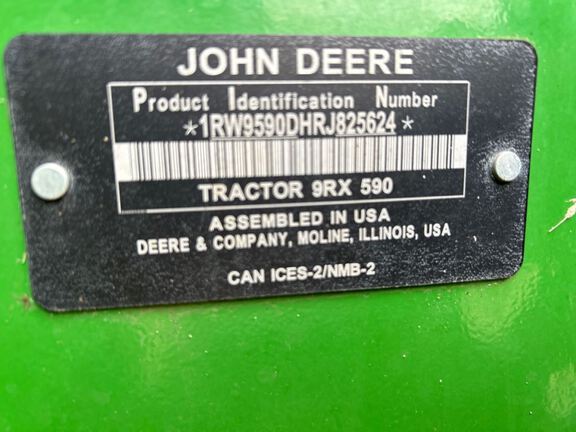 JOHN DEERE
Product Identification Number
*1RW9590DHRJ825624*
TRACTOR 9RX 590
ASSEMBLED IN USA
DEERE & COMPANY, MOLINE, ILLINOIS, USA
CAN ICES-2/NMB-2